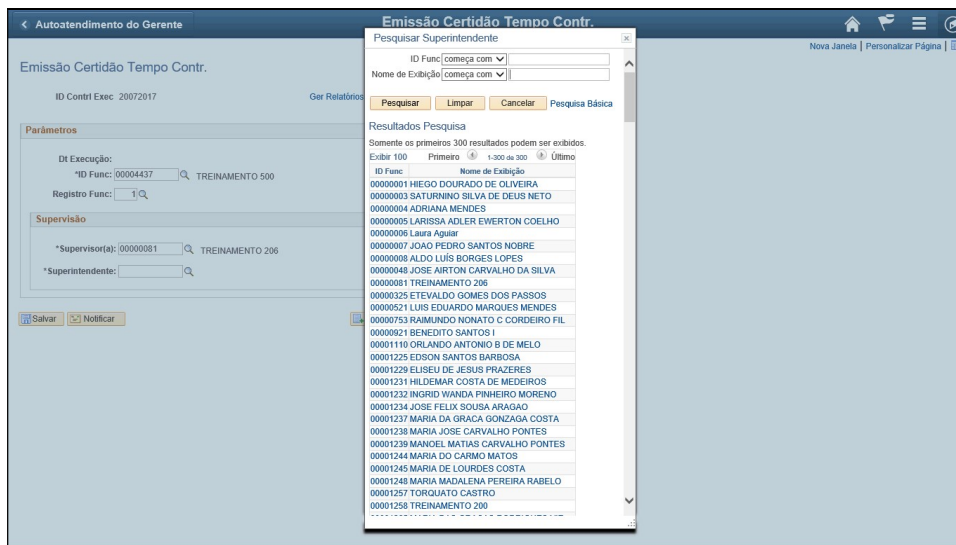 Autoatendimento do Gerente
Emissão Certidão Tempo Contr.
Nova Janela | Personalizar Página |
Emissão Certidão Tempo Contr.
ID Contrl Exec 20072017
Ger Relatórios
Parâmetros
Dt Execução:
*ID Func: 00004437 TREINAMENTO 500
Registro Func: 1
Supervisão
*Supervisor(a): 00000081 TREINAMENTO 206
*Superintendente:
Salvar Notificar
Pesquisar Superintendente
ID Func começa com
Nome de Exibição começa com
Pesquisar Limpar Cancelar Pesquisa Básica
Resultados Pesquisa
Somente os primeiros 300 resultados podem ser exibidos.
Exibir 100 Primeiro 1-300 de 300 Último
ID Func Nome de Exibição
00000001 HIEGO DOURADO DE OLIVEIRA
00000003 SATURNINO SILVA DE DEUS NETO
00000004 ADRIANA MENDES
00000005 LARISSA ADLER EWERTON COELHO
00000006 Laura Aguiar
00000007 JOAO PEDRO SANTOS NOBRE
00000008 ALDO LUÍS BORGES LOPES
00000048 JOSE AIRTON CARVALHO DA SILVA
00000081 TREINAMENTO 206
00000325 ETEVALDO GOMES DOS PASSOS
00000521 LUIS EDUARDO MARQUES MENDES
00000753 RAIMUNDO NONATO C CORDEIRO FIL
00000921 BENEDITO SANTOS I
00001110 ORLANDO ANTONIO B DE MELO
00001225 EDSON SANTOS BARBOSA
00001229 ELISEU DE JESUS PRAZERES
00001231 HILDEMAR COSTA DE MEDEIROS
00001232 INGRID WANDA PINHEIRO MORENO
00001234 JOSE FELIX SOUSA ARAGAO
00001237 MARIA DA GRACA GONZAGA COSTA
00001238 MARIA JOSE CARVALHO PONTES
00001239 MANOEL MATIAS CARVALHO PONTES
00001244 MARIA DO CARMO MATOS
00001245 MARIA DE LOURDES COSTA
00001248 MARIA MADALENA PEREIRA RABELO
00001257 TORQUATO CASTRO
00001258 TREINAMENTO 200